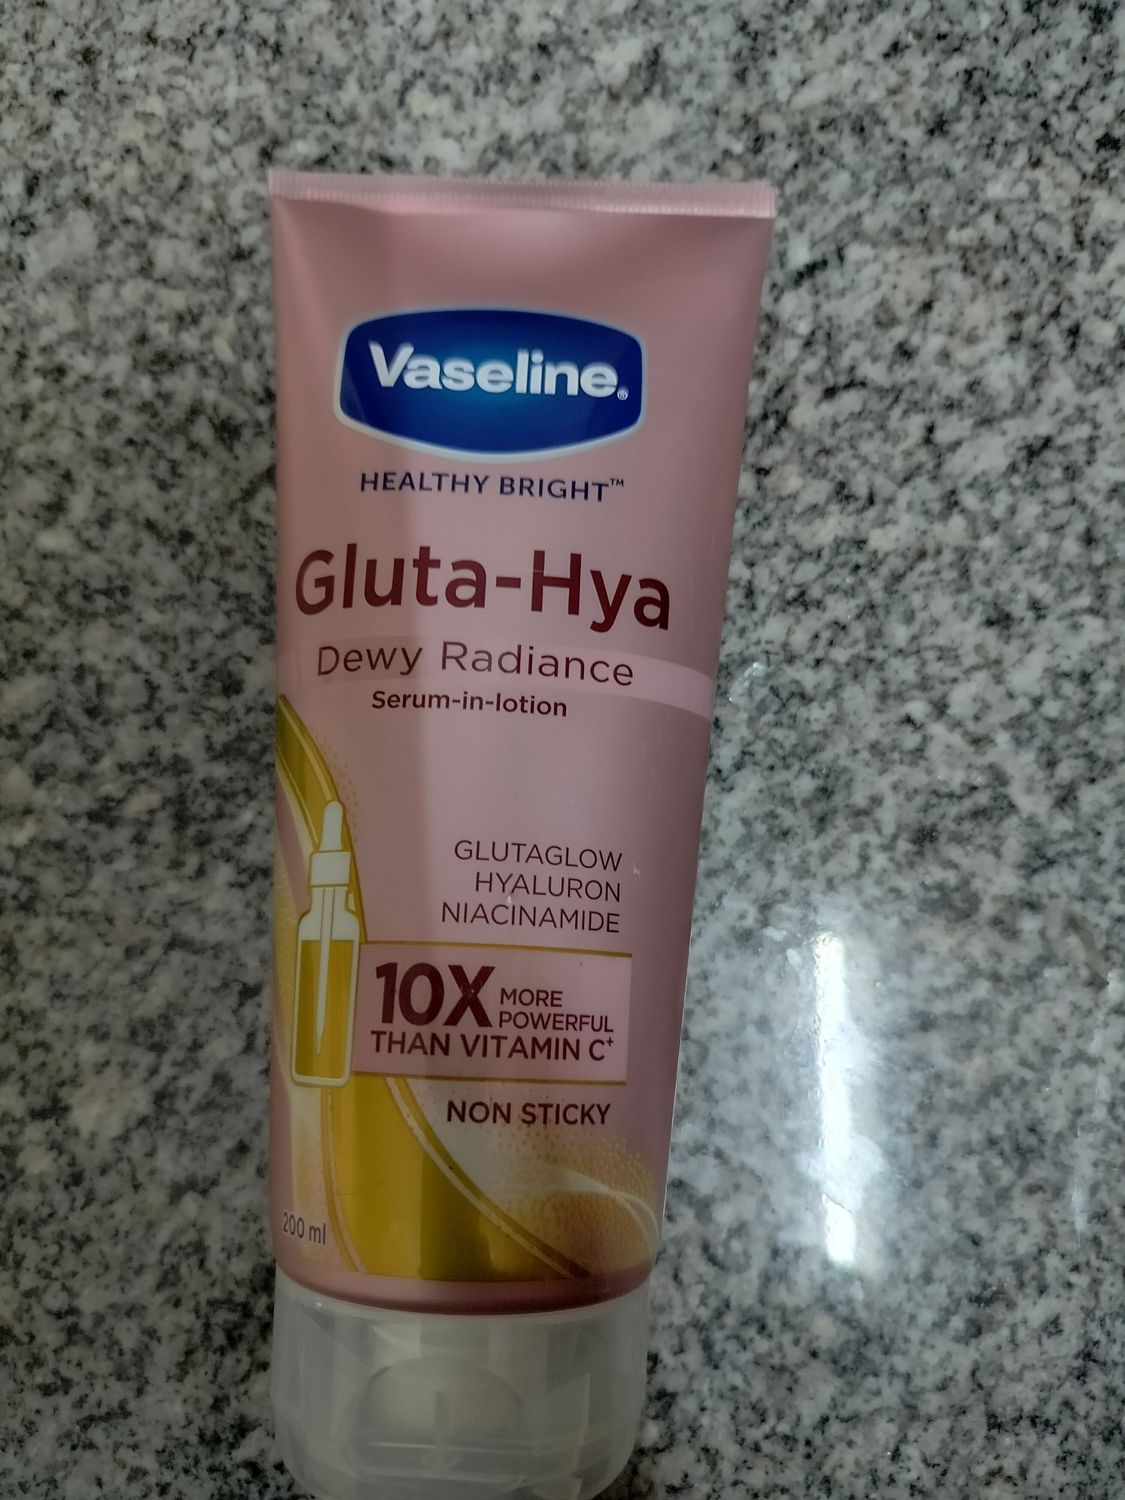 Vaseline®
HEALTHY BRIGHT™
Gluta-Hya
Dewy Radiance
Serum-in-lotion
GLUTAGLOW
HYALURON
NIACINAMIDE
10X MORE
POWERFUL
THAN VITAMIN C⁺
NON STICKY
200 ml